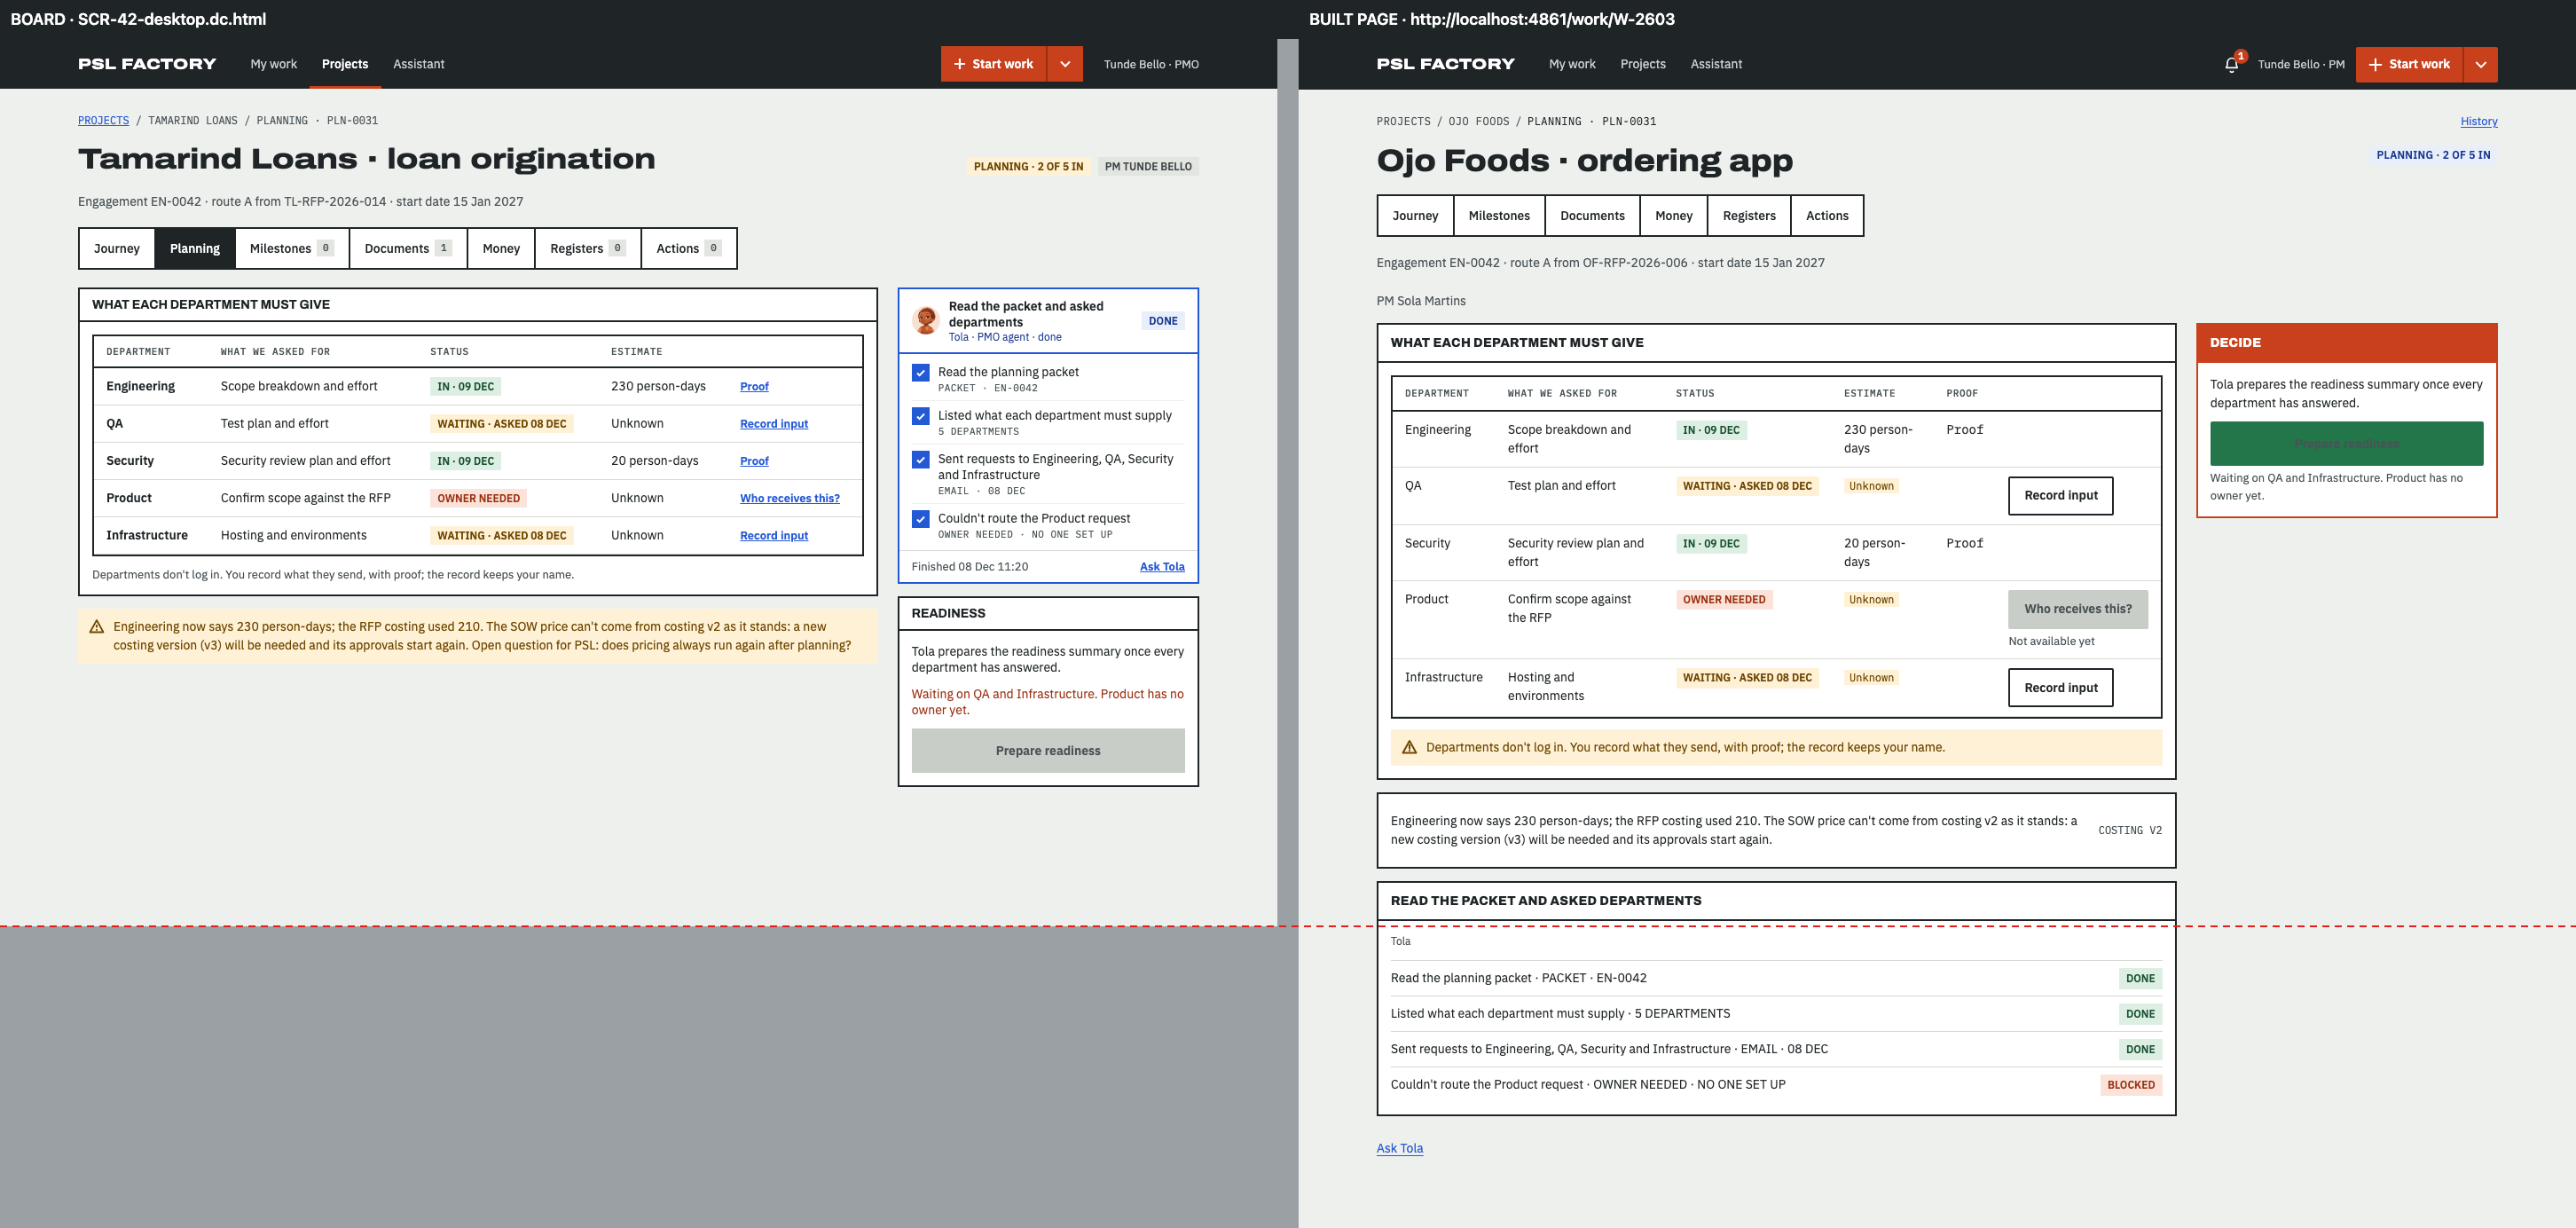 BOARD · SCR-42-desktop.dc.html
PSL FACTORY
My work
Projects
Assistant
Start work
Tunde Bello · PMO
PROJECTS / TAMARIND LOANS / PLANNING · PLN-0031
Tamarind Loans · loan origination
PLANNING · 2 OF 5 IN
PM TUNDE BELLO
Engagement EN-0042 · route A from TL-RFP-2026-014 · start date 15 Jan 2027
Journey
Planning
Milestones 0
Documents 1
Money
Registers 0
Actions 0
WHAT EACH DEPARTMENT MUST GIVE
DEPARTMENT WHAT WE ASKED FOR STATUS ESTIMATE
Engineering Scope breakdown and effort IN · 09 DEC 230 person-days Proof
QA Test plan and effort WAITING · ASKED 08 DEC Unknown Record input
Security Security review plan and effort IN · 09 DEC 20 person-days Proof
Product Confirm scope against the RFP OWNER NEEDED Unknown Who receives this?
Infrastructure Hosting and environments WAITING · ASKED 08 DEC Unknown Record input
Departments don't log in. You record what they send, with proof; the record keeps your name.
Engineering now says 230 person-days; the RFP costing used 210. The SOW price can't come from costing v2 as it stands: a new
costing version (v3) will be needed and its approvals start again. Open question for PSL: does pricing always run again after planning?
Read the packet and asked
departments
Tola · PMO agent · done
DONE
Read the planning packet
PACKET · EN-0042
Listed what each department must supply
5 DEPARTMENTS
Sent requests to Engineering, QA, Security
and Infrastructure
EMAIL · 08 DEC
Couldn't route the Product request
OWNER NEEDED · NO ONE SET UP
Finished 08 Dec 11:20
Ask Tola
READINESS
Tola prepares the readiness summary once every
department has answered.
Waiting on QA and Infrastructure. Product has no
owner yet.
Prepare readiness
BUILT PAGE · http://localhost:4861/work/W-2603
PSL FACTORY
My work
Projects
Assistant
1
Tunde Bello · PM
Start work
PROJECTS / OJO FOODS / PLANNING · PLN-0031
History
Ojo Foods · ordering app
PLANNING · 2 OF 5 IN
Journey
Milestones
Documents
Money
Registers
Actions
Engagement EN-0042 · route A from OF-RFP-2026-006 · start date 15 Jan 2027
PM Sola Martins
WHAT EACH DEPARTMENT MUST GIVE
DEPARTMENT WHAT WE ASKED FOR STATUS ESTIMATE PROOF
Engineering Scope breakdown and IN · 09 DEC 230 person- Proof
effort days
QA Test plan and effort WAITING · ASKED 08 DEC Unknown Record input
Security Security review plan and IN · 09 DEC 20 person- Proof
effort days
Product Confirm scope against OWNER NEEDED Unknown Who receives this?
the RFP
Not available yet
Infrastructure Hosting and WAITING · ASKED 08 DEC Unknown Record input
environments
Departments don't log in. You record what they send, with proof; the record keeps your name.
Engineering now says 230 person-days; the RFP costing used 210. The SOW price can't come from costing v2 as it stands: a
new costing version (v3) will be needed and its approvals start again.
COSTING V2
READ THE PACKET AND ASKED DEPARTMENTS
Tola
Read the planning packet · PACKET · EN-0042 DONE
Listed what each department must supply · 5 DEPARTMENTS DONE
Sent requests to Engineering, QA, Security and Infrastructure · EMAIL · 08 DEC DONE
Couldn't route the Product request · OWNER NEEDED · NO ONE SET UP BLOCKED
Ask Tola
DECIDE
Tola prepares the readiness summary once every
department has answered.
Prepare readiness
Waiting on QA and Infrastructure. Product has no
owner yet.